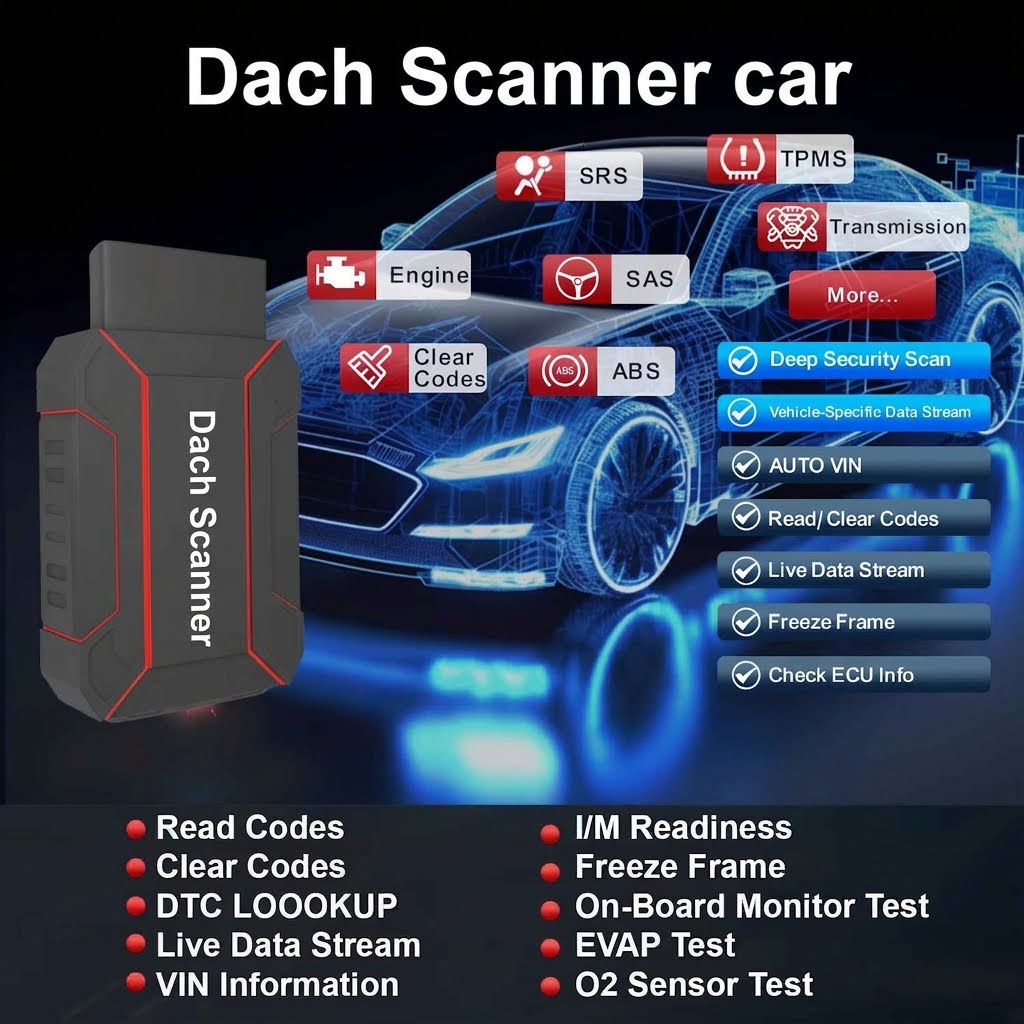 Dach Scanner car
SRS
TPMS
Transmission
Engine
SAS
More...
Clear
Codes
ABS
ABS
Deep Security Scan
Vehicle-Specific Data Stream
AUTO VIN
Read/ Clear Codes
Live Data Stream
Freeze Frame
Check ECU Info
Dach Scanner
Read Codes
Clear Codes
DTC LOOOKUP
Live Data Stream
VIN Information
I/M Readiness
Freeze Frame
On-Board Monitor Test
EVAP Test
O2 Sensor Test